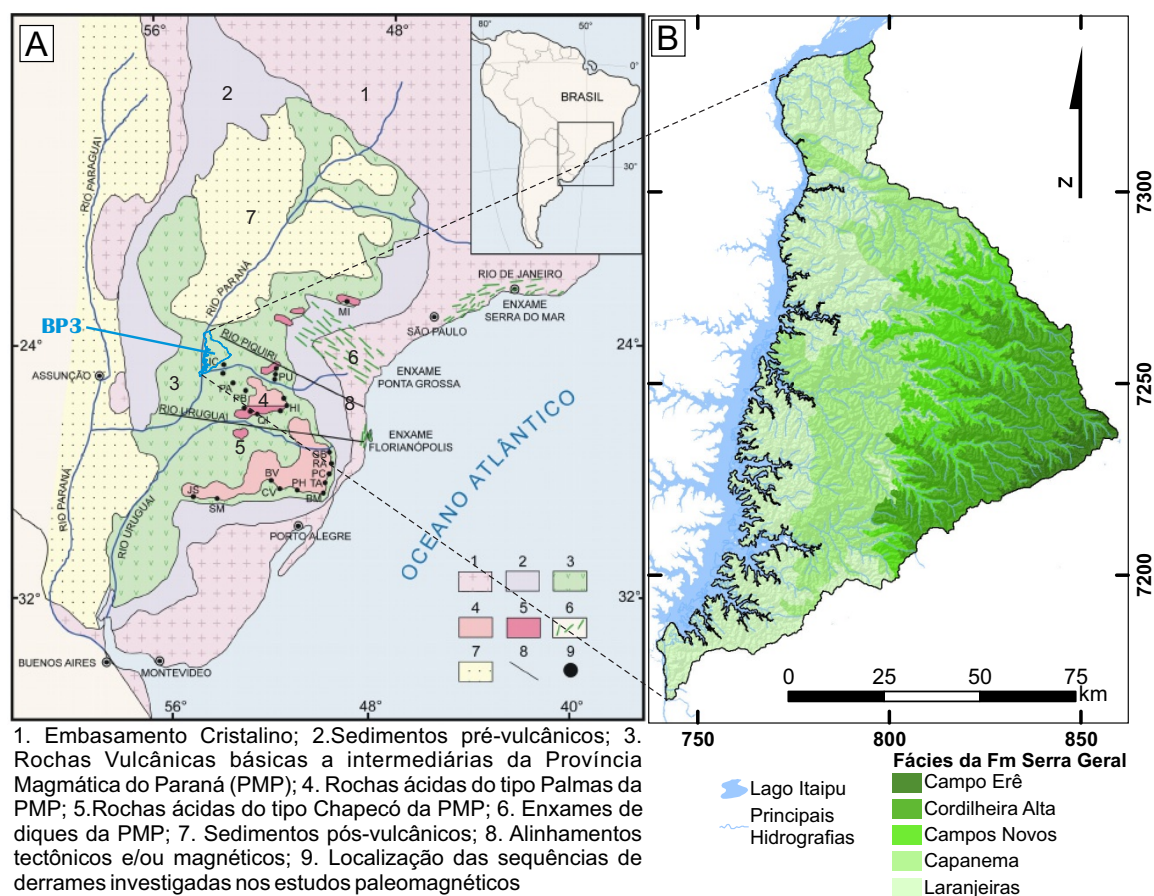 A
56°
48°
80°
50°
0°
BRASIL
30°
2
1
RIO PARAGUAI
7
RIO PARANÁ
RIO DE JANEIRO
ENXAME
SERRA DO MAR
MI
SÃO PAULO
BP3
24°
24°
RIO PIQUIRI
6
ENXAME
PONTA GROSSA
ASSUNÇÃO
3
PU
PA
PB
4
8
HI
RIO URUGUAI
ENXAME
FLORIANÓPOLIS
5
GB
RA
BV
PC
PH
TA
JS
CV
BM
SM
RIO PARANÁ
RIO URUGUAI
PORTO ALEGRE
OCEANO ATLÂNTICO
32°
32°
1
2
3
4
5
6
7
8
9
BUENOS AIRES
MONTEVIDEO
56°
48°
40°
1. Embasamento Cristalino; 2.Sedimentos pré-vulcânicos; 3.
Rochas Vulcânicas básicas a intermediárias da Província
Magmática do Paraná (PMP); 4. Rochas ácidas do tipo Palmas da
PMP; 5.Rochas ácidas do tipo Chapecó da PMP; 6. Enxames de
diques da PMP; 7. Sedimentos pós-vulcânicos; 8. Alinhamentos
tectônicos e/ou magnéticos; 9. Localização das sequências de
derrames investigadas nos estudos paleomagnéticos
B
800
N
7300
7250
7200
0
25
50
75
km
750
800
850
Lago Itaipu
Principais
Hidrografias
Fácies da Fm Serra Geral
Campo Erê
Cordilheira Alta
Campos Novos
Capanema
Laranjeiras